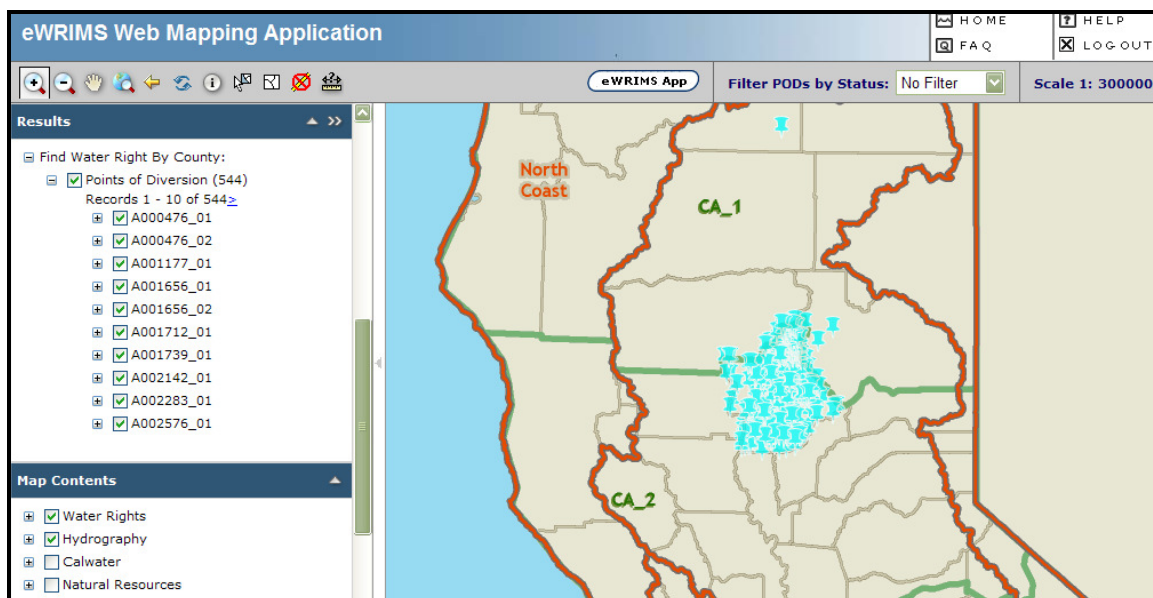 eWRIMS Web Mapping Application
HOME
HELP
FAQ
LOGOUT
eWRIMS App
Filter PODs by Status: No Filter
Scale 1: 300000
Results
Find Water Right By County:
Points of Diversion (544)
Records 1 - 10 of 544>
A000476_01
A000476_02
A001177_01
A001656_01
A001656_02
A001712_01
A001739_01
A002142_01
A002283_01
A002576_01
Map Contents
Water Rights
Hydrography
Calwater
Natural Resources
North
Coast
CA_1
CA_2